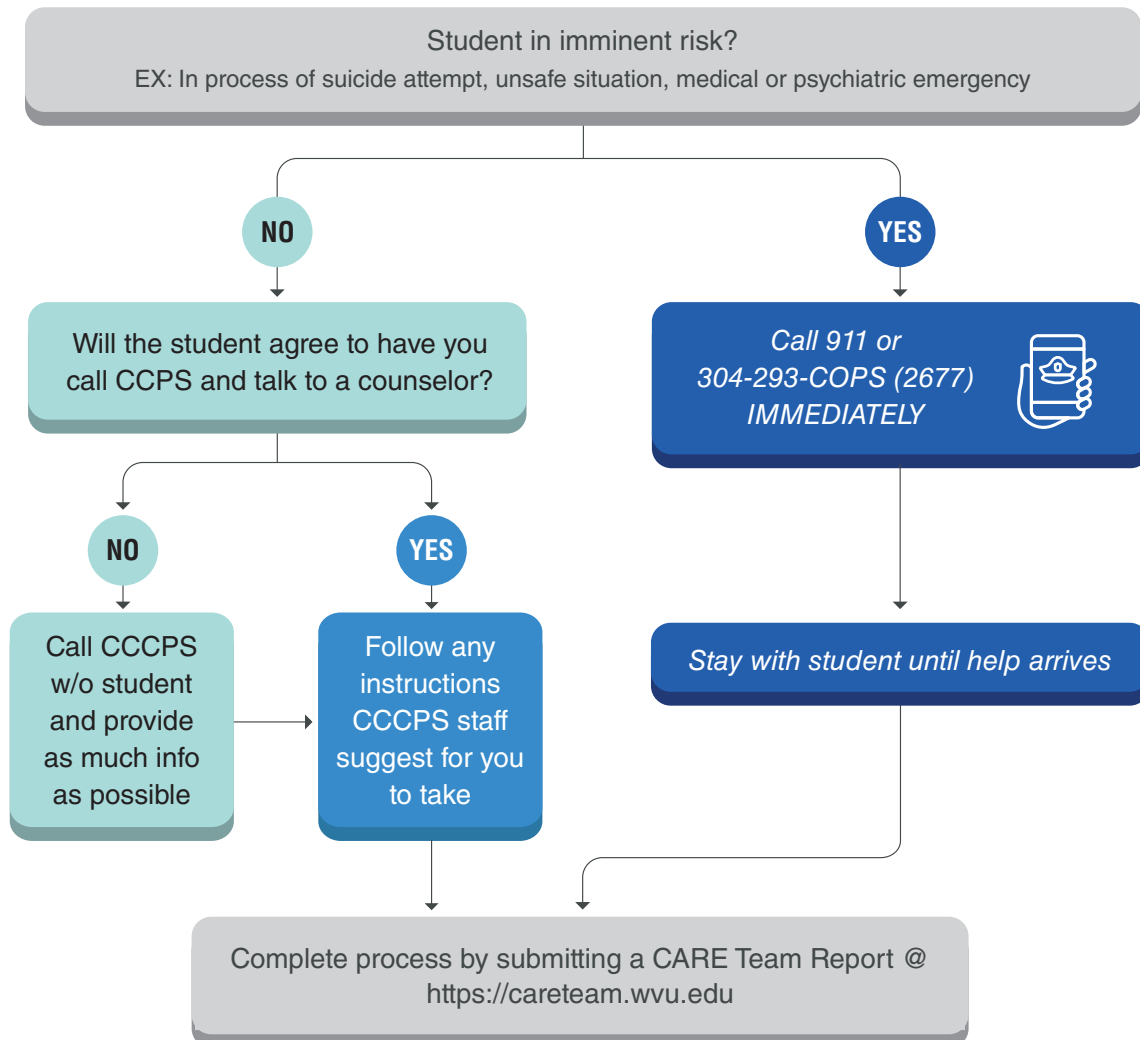 Student in imminent risk?
EX: In process of suicide attempt, unsafe situation, medical or psychiatric emergency
NO
YES
Will the student agree to have you
call CCPS and talk to a counselor?
Call 911 or
304-293-COPS (2677)
IMMEDIATELY
NO
YES
Call CCCPS
w/o student
and provide
as much info
as possible
Follow any
instructions
CCCPS staff
suggest for you
to take
Stay with student until help arrives
Complete process by submitting a CARE Team Report @
https://careteam.wvu.edu